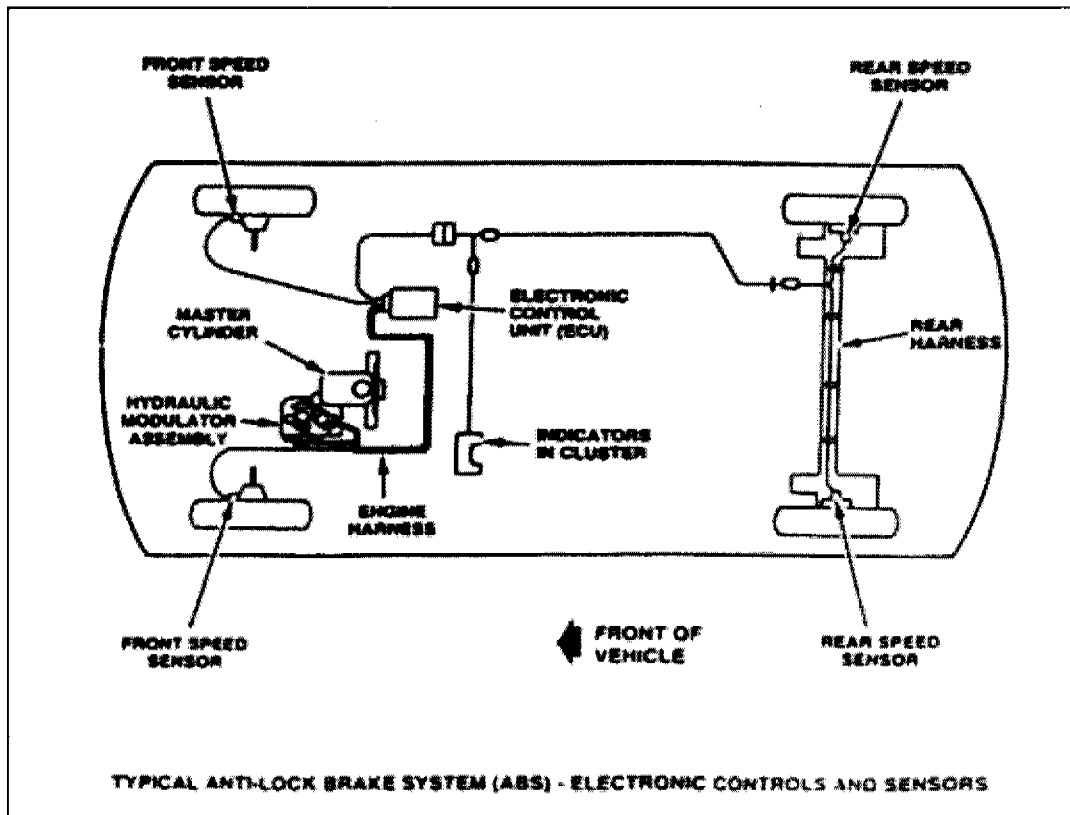 FRONT SPEED
SENSOR
REAR SPEED
SENSOR
MASTER
CYLINDER
ELECTRONIC
CONTROL
UNIT (ECU)
REAR
HARNESS
HYDRAULIC
MODULATOR
ASSEMBLY
INDICATORS
IN CLUSTER
ENGINE
HARNESS
FRONT SPEED
SENSOR
FRONT OF
VEHICLE
REAR SPEED
SENSOR
TYPICAL ANTI-LOCK BRAKE SYSTEM (ABS) - ELECTRONIC CONTROLS AND SENSORS